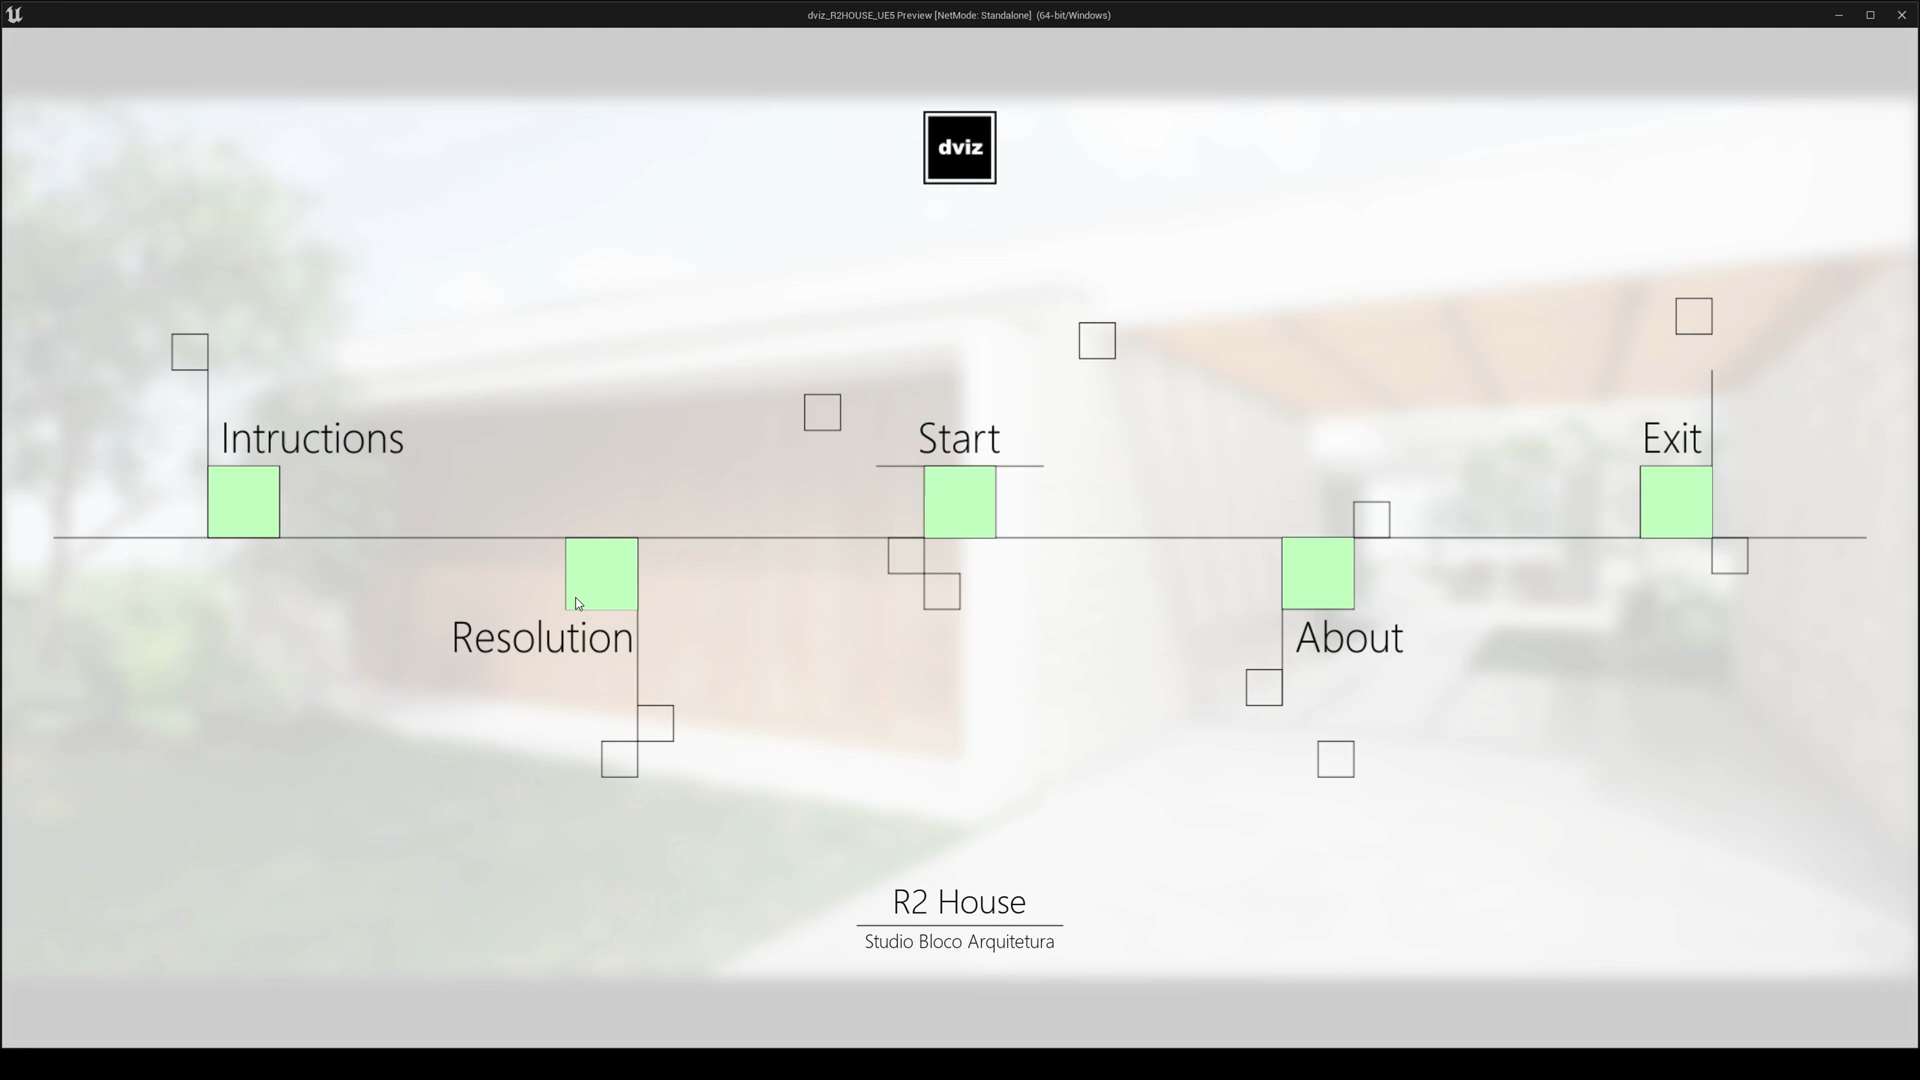 dviz_R2HOUSE_UE5 Preview [NetMode: Standalone] (64-bit/Windows)
dviz
Intructions
Start
Exit
Resolution
About
R2 House
Studio Bloco Arquitetura